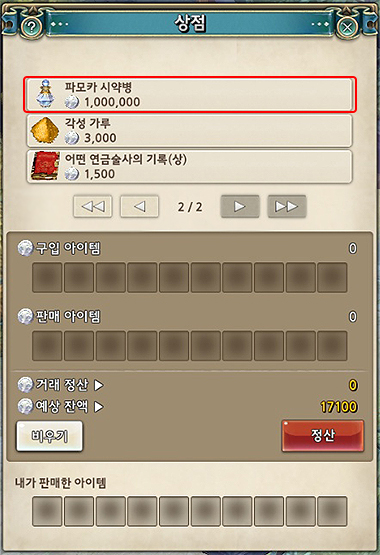 ?
상점
X
파모카 시약병
1,000,000
각성 가루
3,000
어떤 연금술사의 기록(상)
1,500
2 / 2
구입 아이템 0
판매 아이템 0
거래 정산 ▶ 0
예상 잔액 ▶ 17100
비우기 정산
내가 판매한 아이템